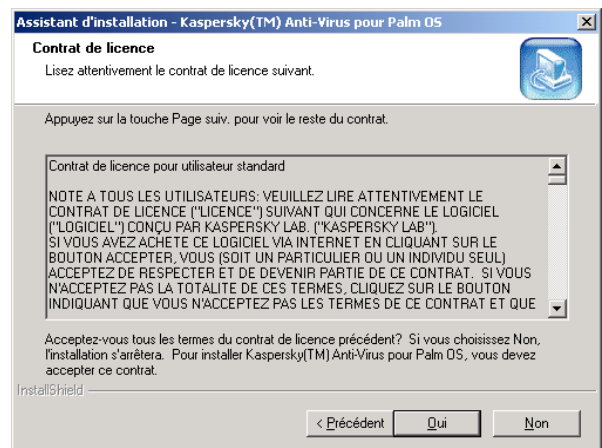 Assistant d'installation - Kaspersky(TM) Anti-Virus pour Palm OS
Contrat de licence
Lisez attentivement le contrat de licence suivant.
Appuyez sur la touche Page suiv. pour voir le reste du contrat.
Contrat de licence pour utilisateur standard
NOTE A TOUS LES UTILISATEURS: VEUILLEZ LIRE ATTENTIVEMENT LE
CONTRAT DE LICENCE ("LICENCE") SUIVANT QUI CONCERNE LE LOGICIEL
("LOGICIEL") CONÇU PAR KASPERSKY LAB. ("KASPERSKY LAB").
SI VOUS AVEZ ACHETE CE LOGICIEL VIA INTERNET EN CLIQUANT SUR LE
BOUTON ACCEPTER, VOUS (SOIT UN PARTICULIER OU UN INDIVIDU SEUL)
ACCEPTEZ DE RESPECTER ET DE DEVENIR PARTIE DE CE CONTRAT.  SI VOUS
N'ACCEPTEZ PAS LA TOTALITE DE CES TERMES, CLIQUEZ SUR LE BOUTON
INDIQUANT QUE VOUS N'ACCEPTEZ PAS LES TERMES DE CE CONTRAT ET QUE
Acceptez-vous tous les termes du contrat de licence précédent?  Si vous choisissez Non,
l'installation s'arrêtera.  Pour installer Kaspersky(TM) Anti-Virus pour Palm OS, vous devez
accepter ce contrat.
InstallShield
< Précédent
Oui
Non